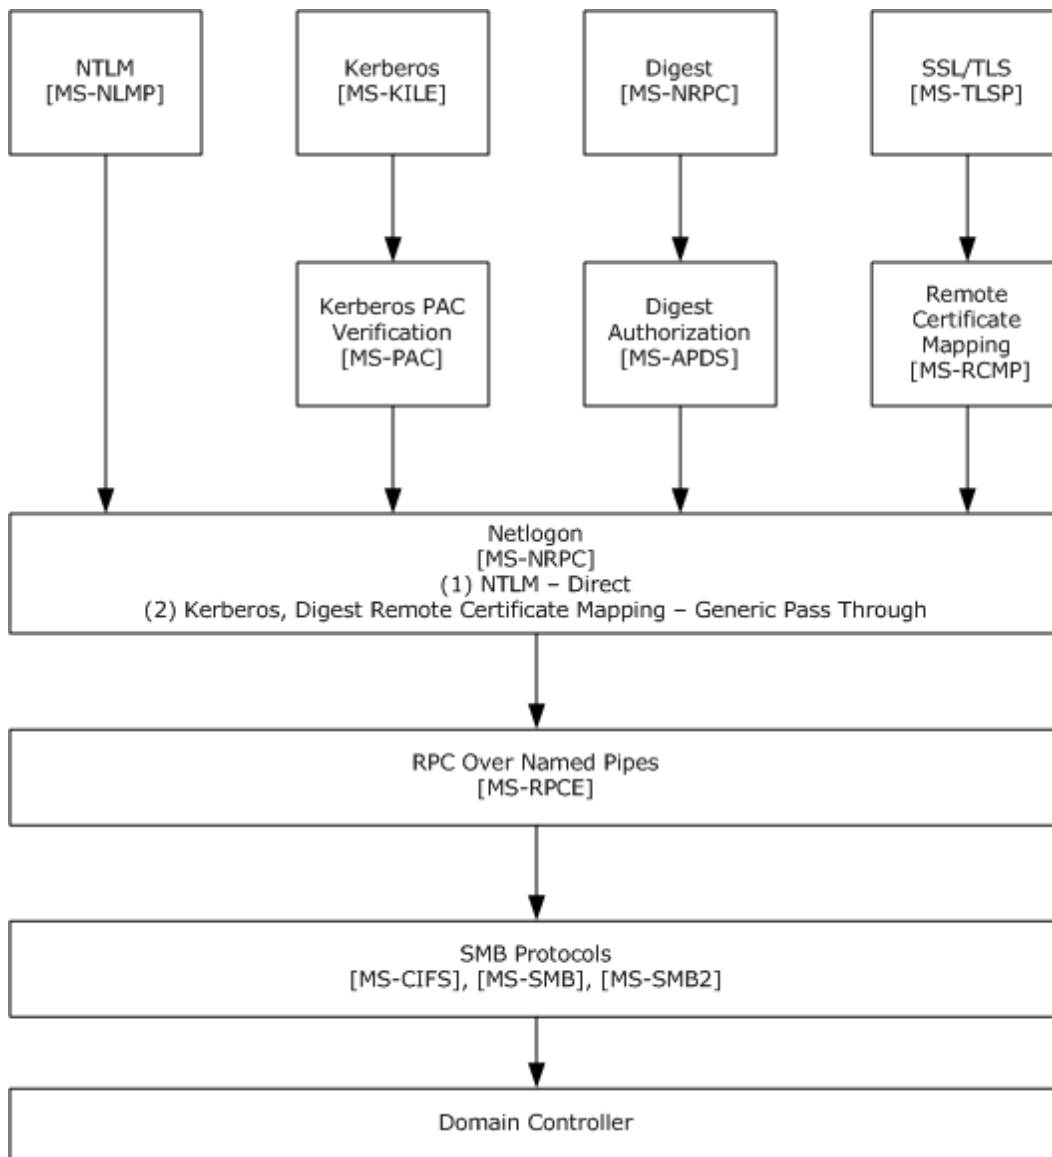 NTLM
[MS-NLMP]
Kerberos
[MS-KILE]
Digest
[MS-NRPC]
SSL/TLS
[MS-TLSP]
Kerberos PAC
Verification
[MS-PAC]
Digest
Authorization
[MS-APDS]
Remote
Certificate
Mapping
[MS-RCMP]
Netlogon
[MS-NRPC]
(1) NTLM – Direct
(2) Kerberos, Digest Remote Certificate Mapping – Generic Pass Through
RPC Over Named Pipes
[MS-RPCE]
SMB Protocols
[MS-CIFS], [MS-SMB], [MS-SMB2]
Domain Controller